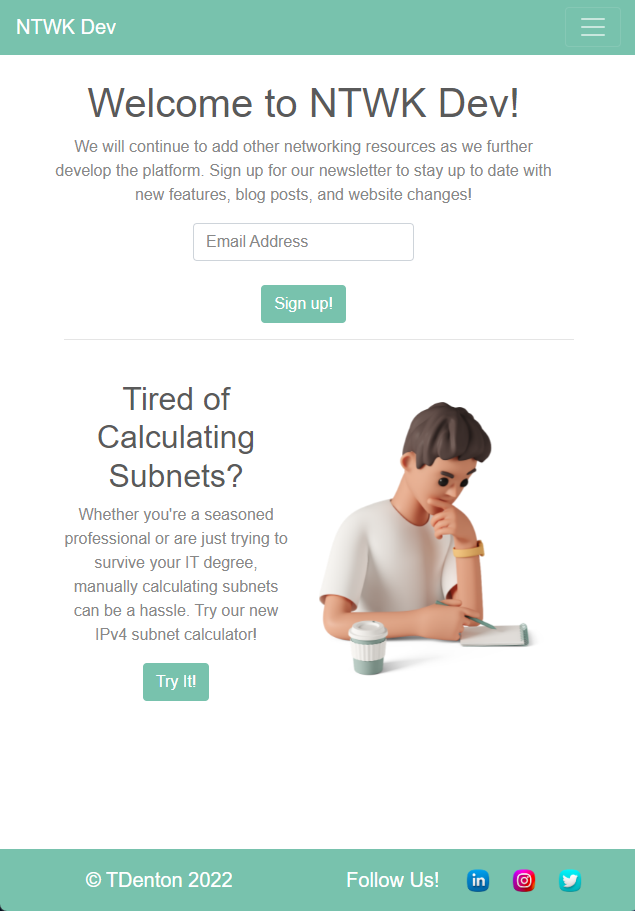 NTWK Dev
Welcome to NTWK Dev!
We will continue to add other networking resources as we further
develop the platform. Sign up for our newsletter to stay up to date with
new features, blog posts, and website changes!
Email Address
Sign up!
Tired of
Calculating
Subnets?
Whether you're a seasoned
professional or are just trying to
survive your IT degree,
manually calculating subnets
can be a hassle. Try our new
IPv4 subnet calculator!
Try It!
© TDenton 2022
Follow Us!
in